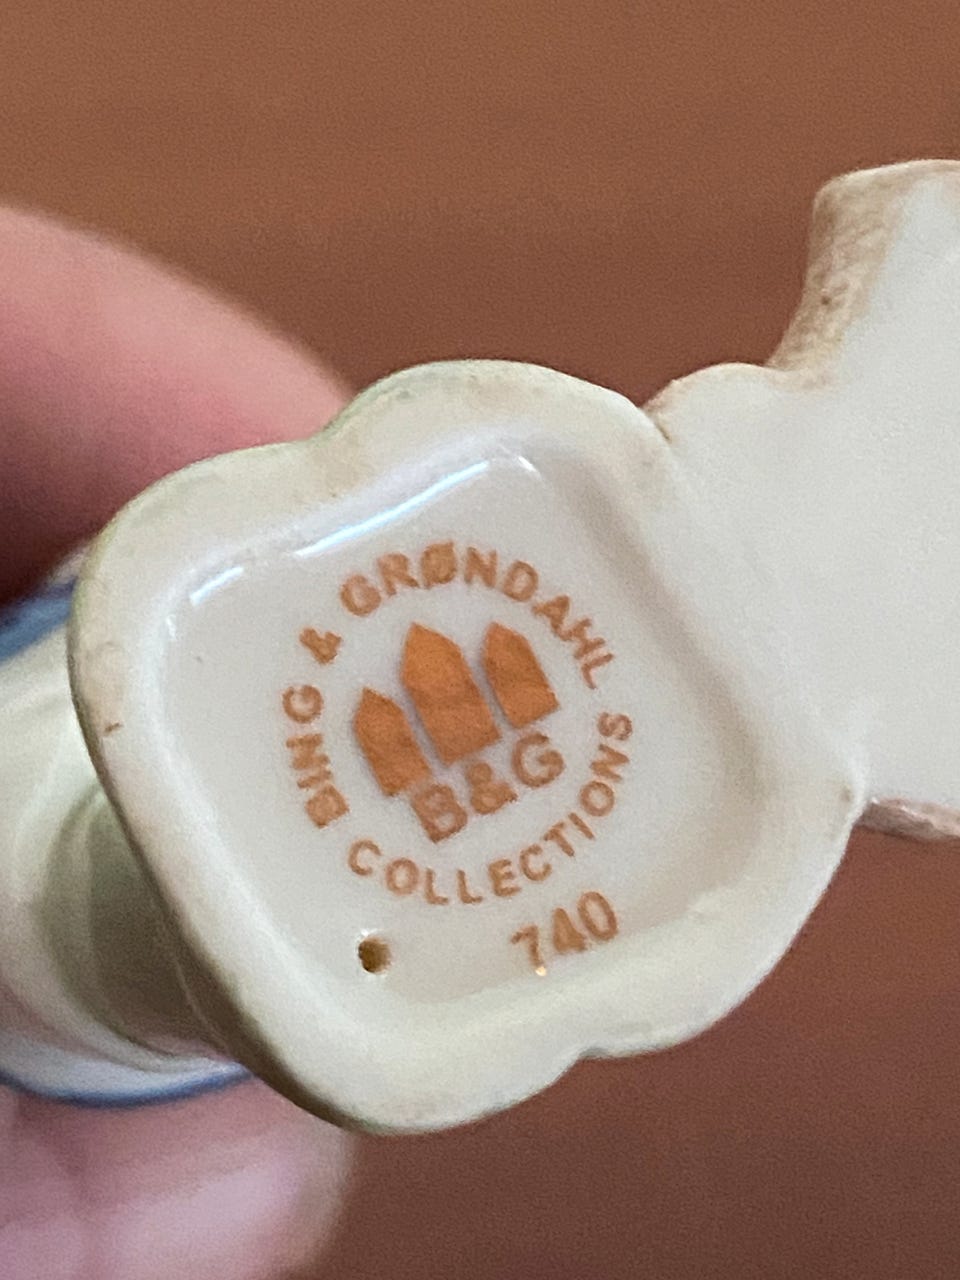 BING & GRØNDAHL
B&G
COLLECTIONS
740